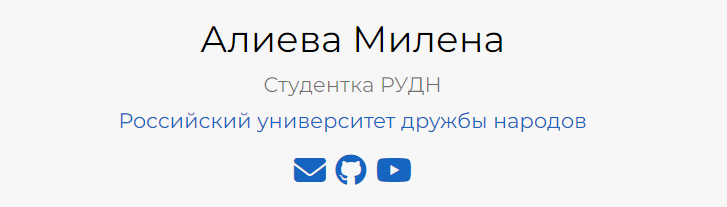 Алиева Милена
Студентка РУДН
Российский университет дружбы народов